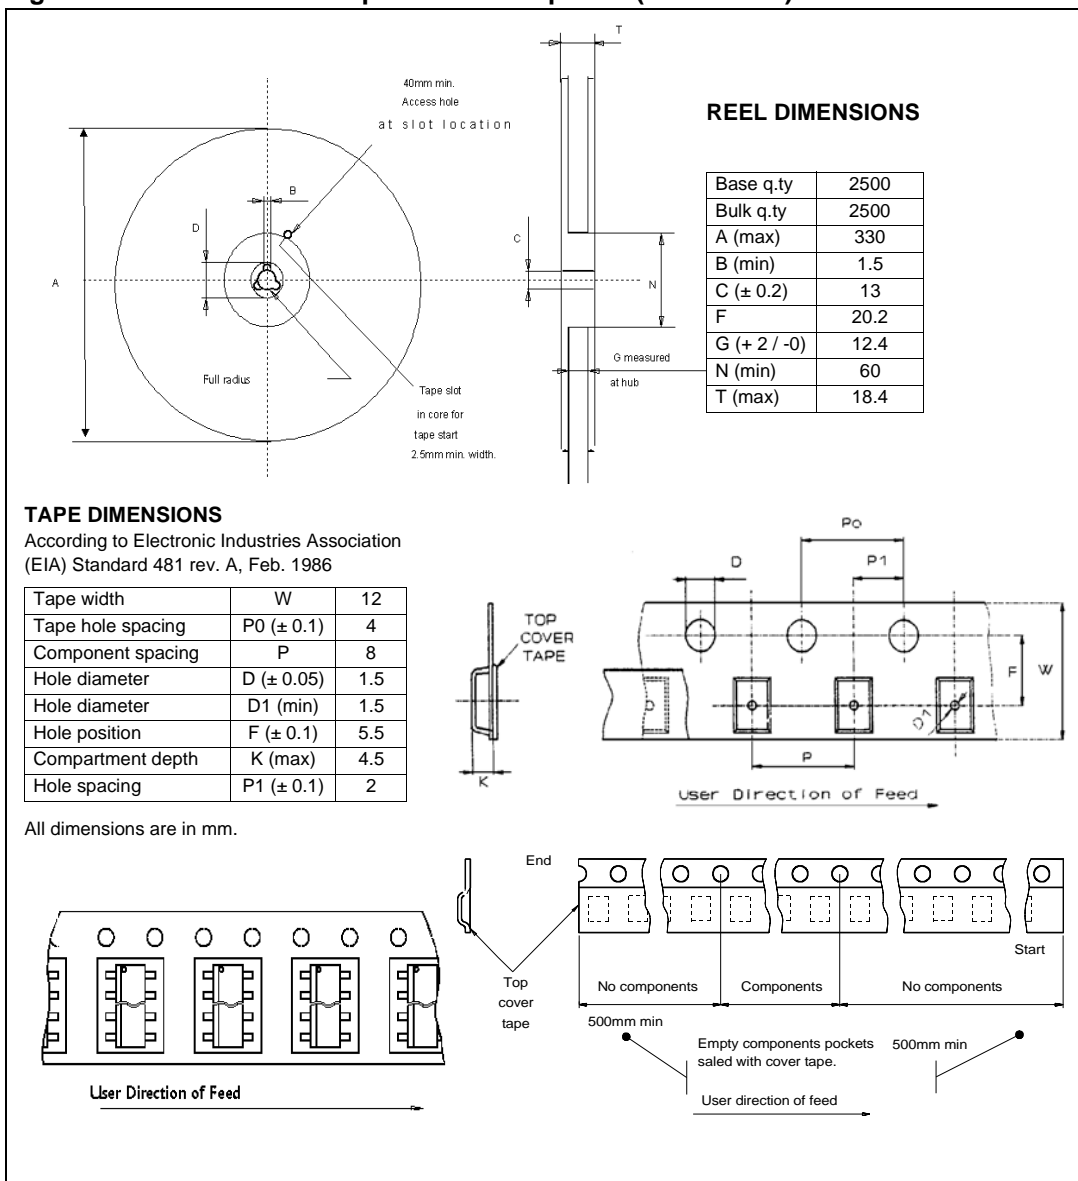 T
40mm min.
Access hole
at slot location
REEL DIMENSIONS
Base q.ty 2500
Bulk q.ty 2500
A (max) 330
B (min) 1.5
C (± 0.2) 13
F 20.2
G (+ 2 / -0) 12.4
N (min) 60
T (max) 18.4
B
D
C
A
N
G measured
at hub
Full radius
Tape slot
in core for
tape start
2.5mm min. width.
TAPE DIMENSIONS
According to Electronic Industries Association
(EIA) Standard 481 rev. A, Feb. 1986
Tape width W 12
Tape hole spacing P0 (± 0.1) 4
Component spacing P 8
Hole diameter D (± 0.05) 1.5
Hole diameter D1 (min) 1.5
Hole position F (± 0.1) 5.5
Compartment depth K (max) 4.5
Hole spacing P1 (± 0.1) 2
All dimensions are in mm.
Po
D
P1
TOP
COVER
TAPE
F
W
D1
P
K
User Direction of Feed
End
Start
Top
cover
tape
No components Components No components
500mm min
Empty components pockets
saled with cover tape.
500mm min
User direction of feed
User Direction of Feed